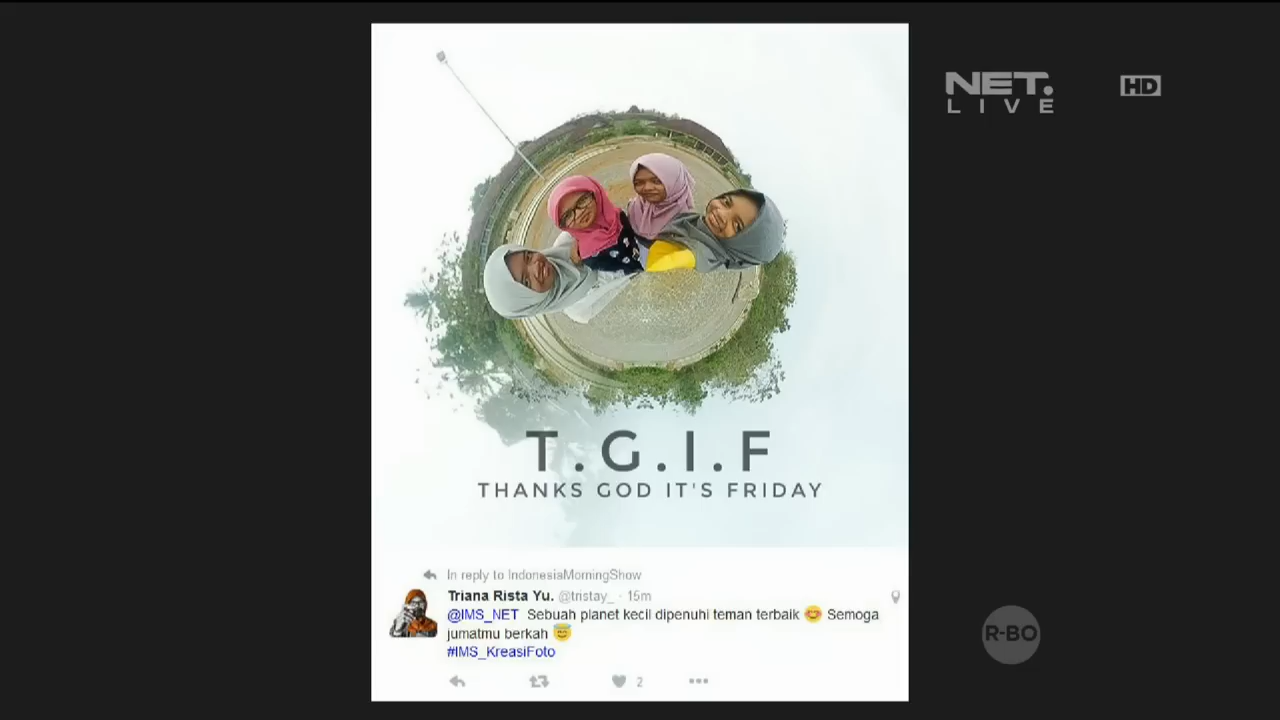 NET.
LIVE
HD
T.G.I.F
THANKS GOD IT'S FRIDAY
In reply to IndonesiaMorningShow
Triana Rista Yu. @tristay_ · 15m
@IMS_NET Sebuah planet kecil dipenuhi teman terbaik 😊 Semoga
jumatmu berkah 😇
#IMS_KreasiFoto
2
R-BO